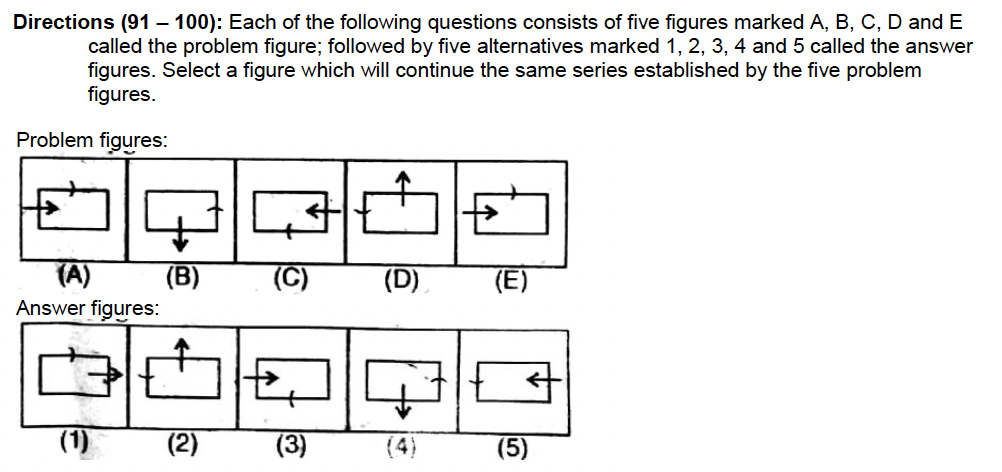 Directions (91 – 100): Each of the following questions consists of five figures marked A, B, C, D and E
called the problem figure; followed by five alternatives marked 1, 2, 3, 4 and 5 called the answer
figures. Select a figure which will continue the same series established by the five problem
figures.
Problem figures:
(A) (B) (C) (D) (E)
Answer figures:
(1) (2) (3) (4) (5)